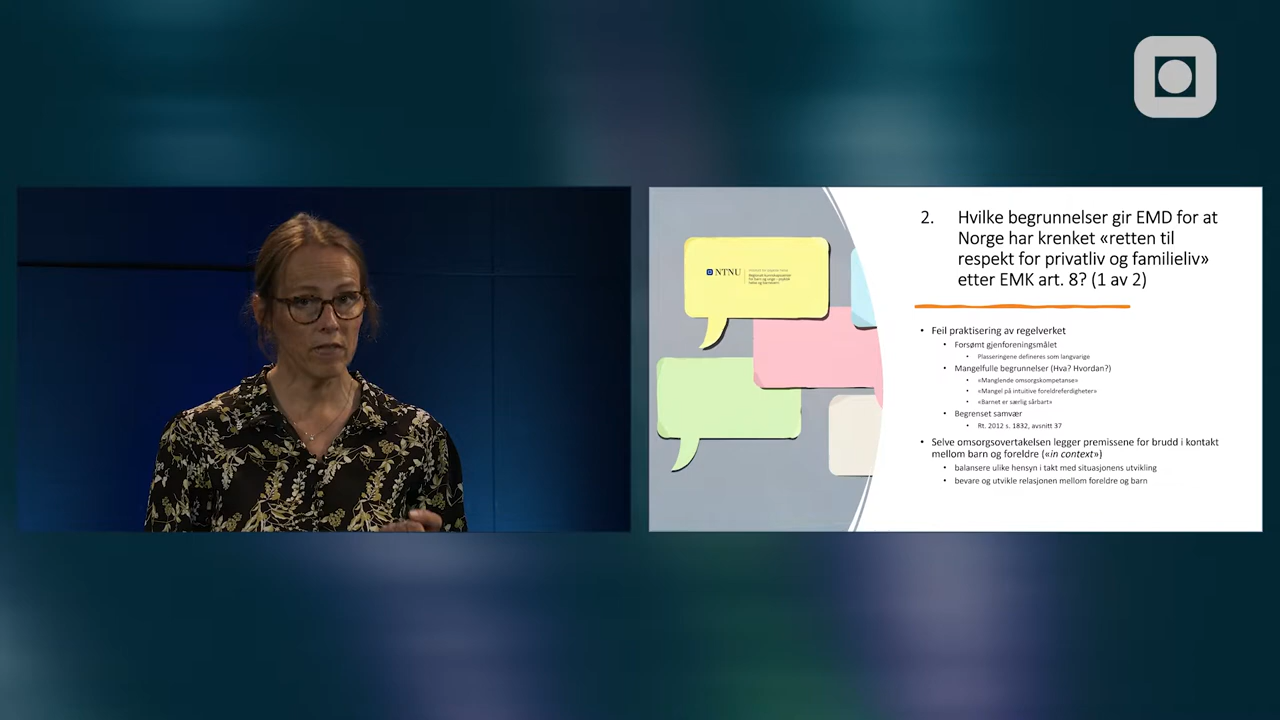 2. Hvilke begrunnelser gir EMD for at
Norge har krenket «retten til
respekt for privatliv og familieliv»
etter EMK art. 8? (1 av 2)
NTNU
• Feil praktisering av regelverket
• Forsømt gjenforeningsmålet
• Plasseringene defineres som langvarige
• Mangelfulle begrunnelser (Hva? Hvordan?)
• «Manglende omsorgskompetanse»
• «Mangel på intuitive foreldreferdigheter»
• «Barnet er særlig sårbart»
• Begrenset samvær
• Rt. 2012 s. 1832, avsnitt 37
• Selve omsorgsovertakelsen legger premissene for brudd i kontakt
mellom barn og foreldre («in context»)
• balansere ulike hensyn i takt med situasjonens utvikling
• bevare og utvikle relasjonen mellom foreldre og barn